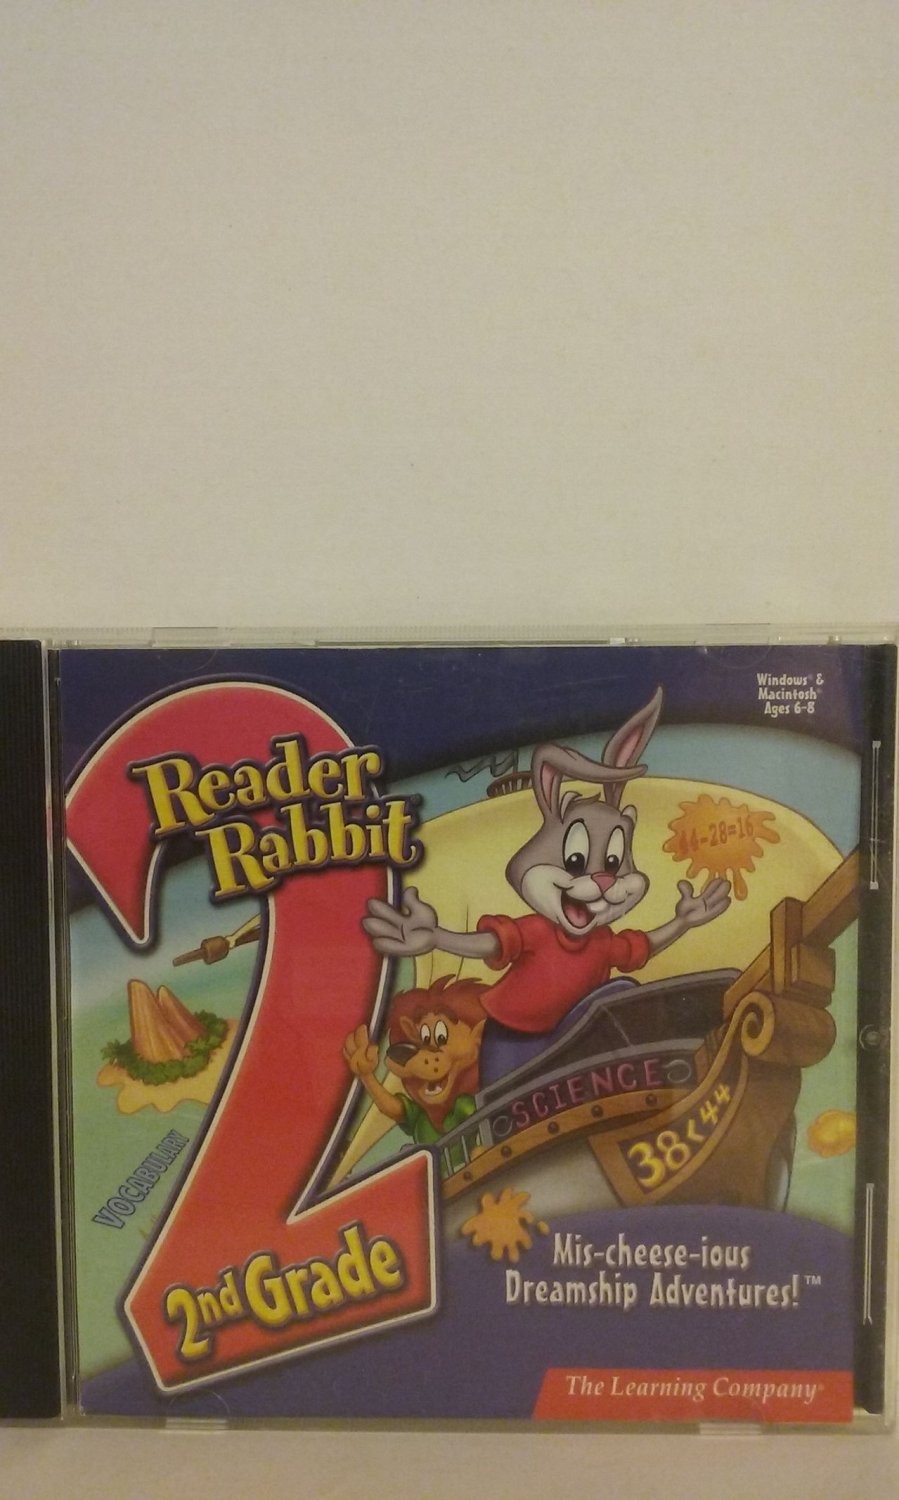 Windows® &
Macintosh®
Ages 6-8
Reader
Rabbit®
44-28=16
SCIENCE
38<44
VOCABULARY
2
2nd Grade
Mis-cheese-ious
Dreamship Adventures!™
The Learning Company®